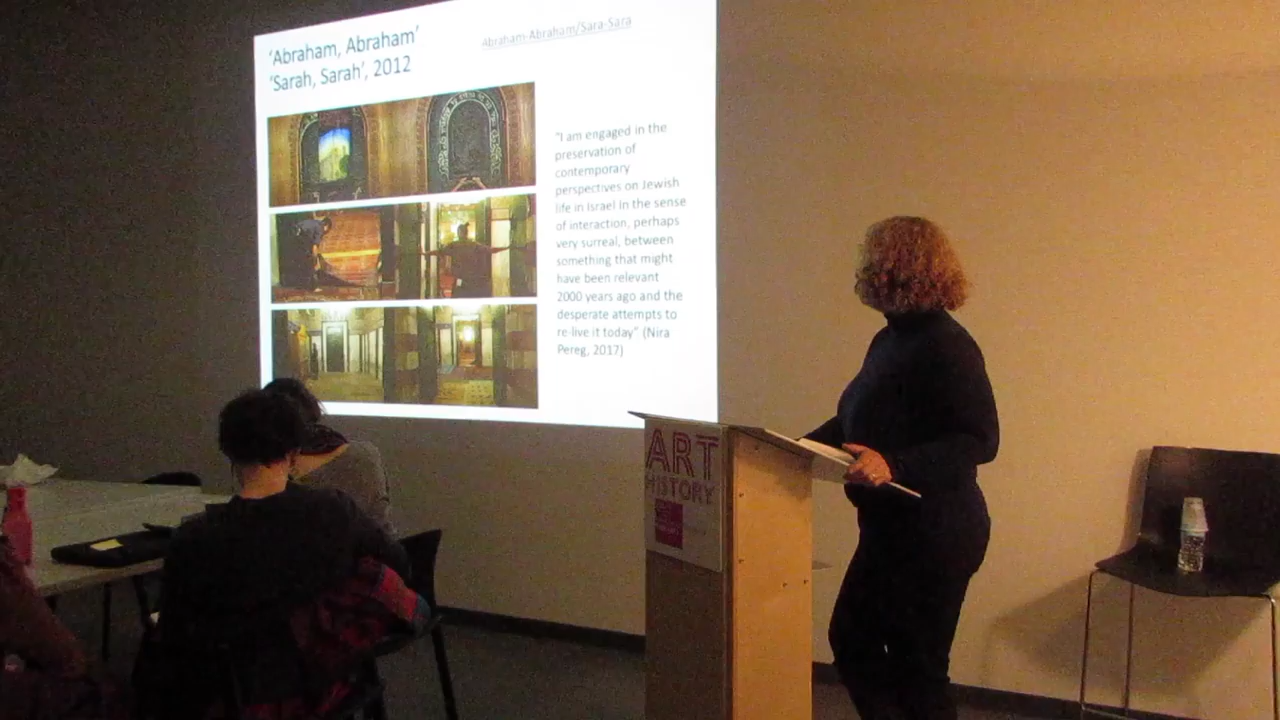 'Abraham, Abraham'
'Sarah, Sarah', 2012
Abraham-Abraham/Sara-Sara
"I am engaged in the
preservation of
contemporary
perspectives on Jewish
life in Israel in the sense
of interaction, perhaps
very surreal, between
something that might
have been relevant
2000 years ago and the
desperate attempts to
re-live it today" (Nira
Pereg, 2017)
ART
HISTORY